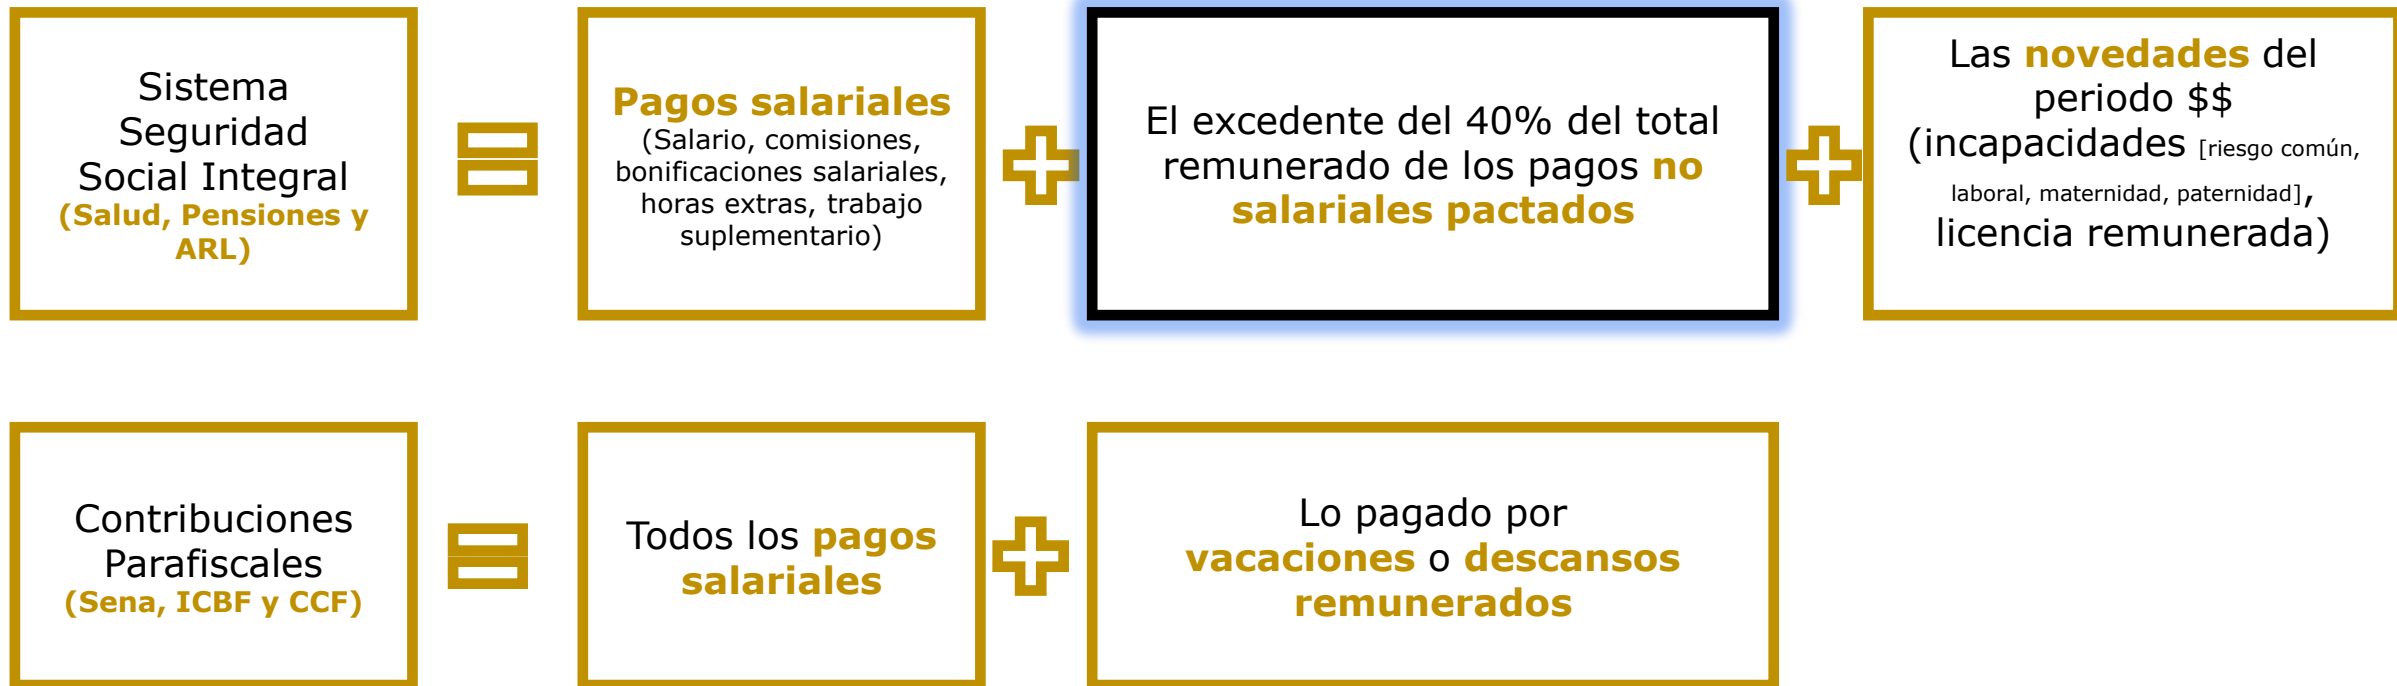 Sistema
Seguridad
Social Integral
(Salud, Pensiones y
ARL)
Pagos salariales
(Salario, comisiones,
bonificaciones salariales,
horas extras, trabajo
suplementario)
El excedente del 40% del total
remunerado de los pagos no
salariales pactados
Las novedades del
periodo $$
(incapacidades [riesgo común,
laboral, maternidad, paternidad],
licencia remunerada)
Contribuciones
Parafiscales
(Sena, ICBF y CCF)
Todos los pagos
salariales
Lo pagado por
vacaciones o descansos
remunerados